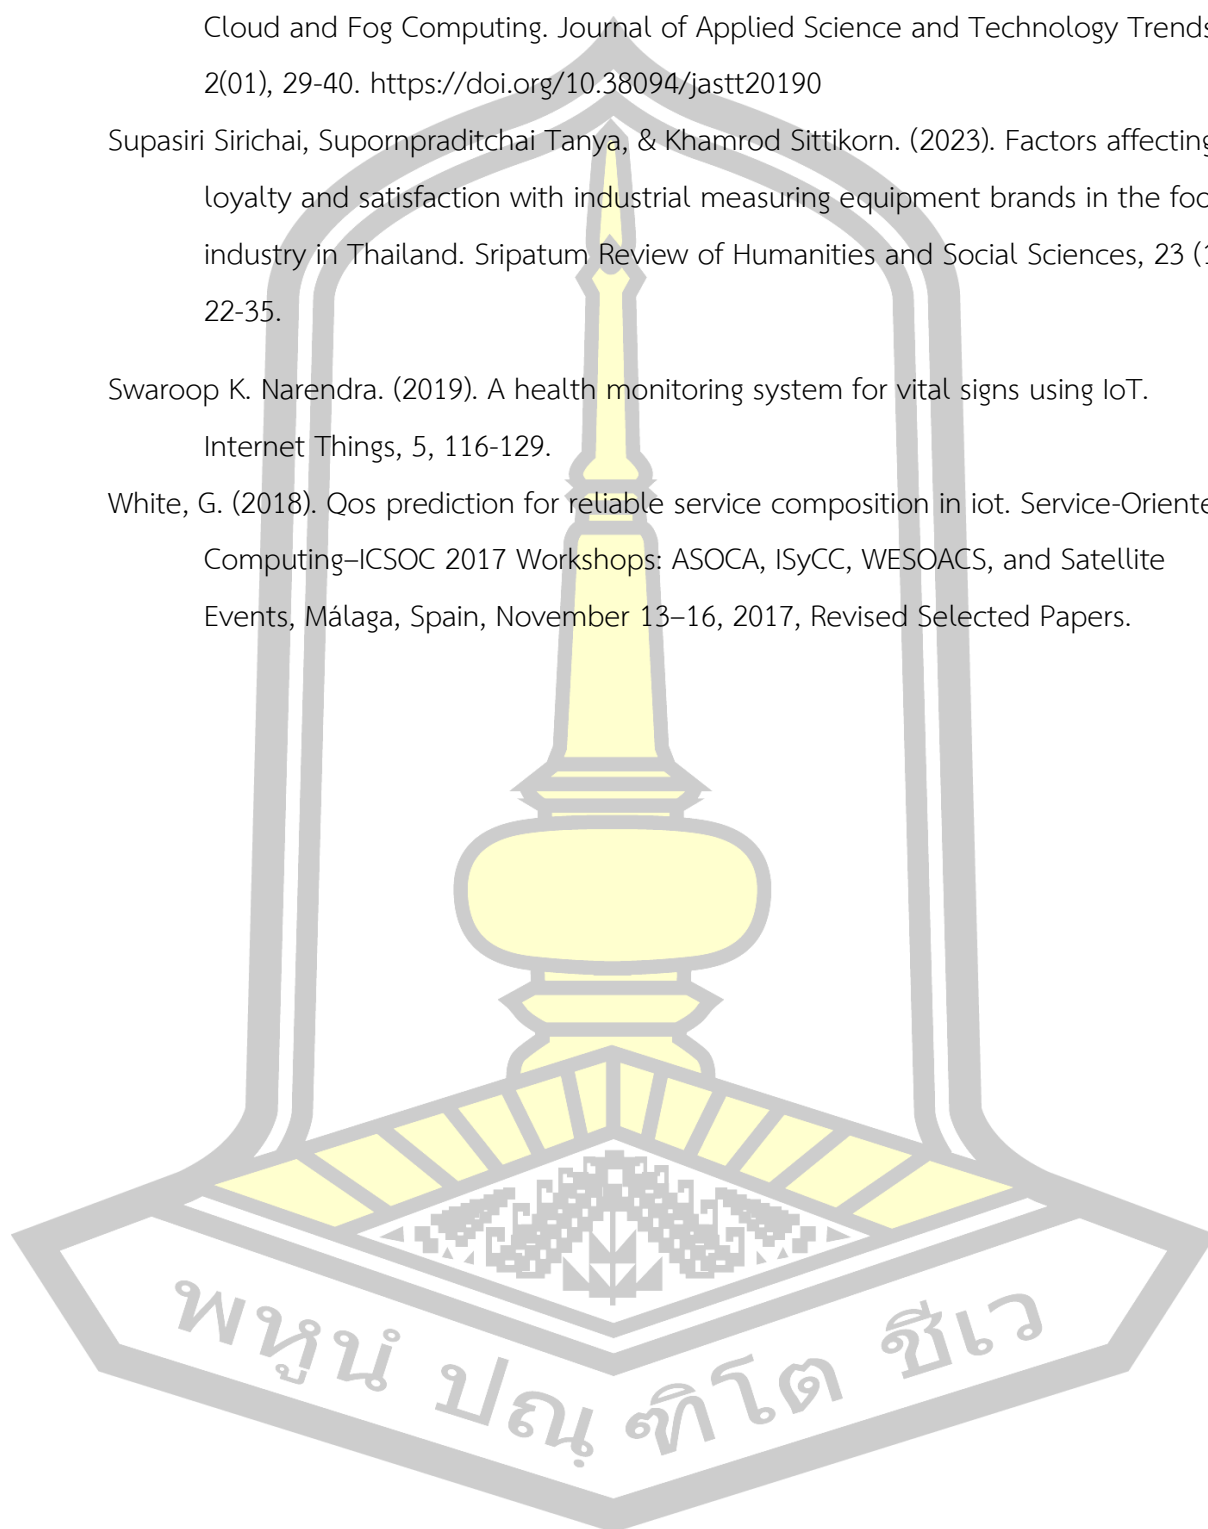 Cloud and Fog Computing. Journal of Applied Science and Technology Trends
2(01), 29-40. https://doi.org/10.38094/jastt20190
Supasiri Sirichai, Supornpraditchai Tanya, & Khamrod Sittikorn. (2023). Factors affecting
loyalty and satisfaction with industrial measuring equipment brands in the foo
industry in Thailand. Sripatum Review of Humanities and Social Sciences, 23 (1
22-35.
Swaroop K. Narendra. (2019). A health monitoring system for vital signs using IoT.
Internet Things, 5, 116-129.
White, G. (2018). Qos prediction for reliable service composition in iot. Service-Oriente
Computing–ICSOC 2017 Workshops: ASOCA, ISyCC, WESOACS, and Satellite
Events, Málaga, Spain, November 13–16, 2017, Revised Selected Papers.
พหูนํ ปณฺฑิโต ชีเว